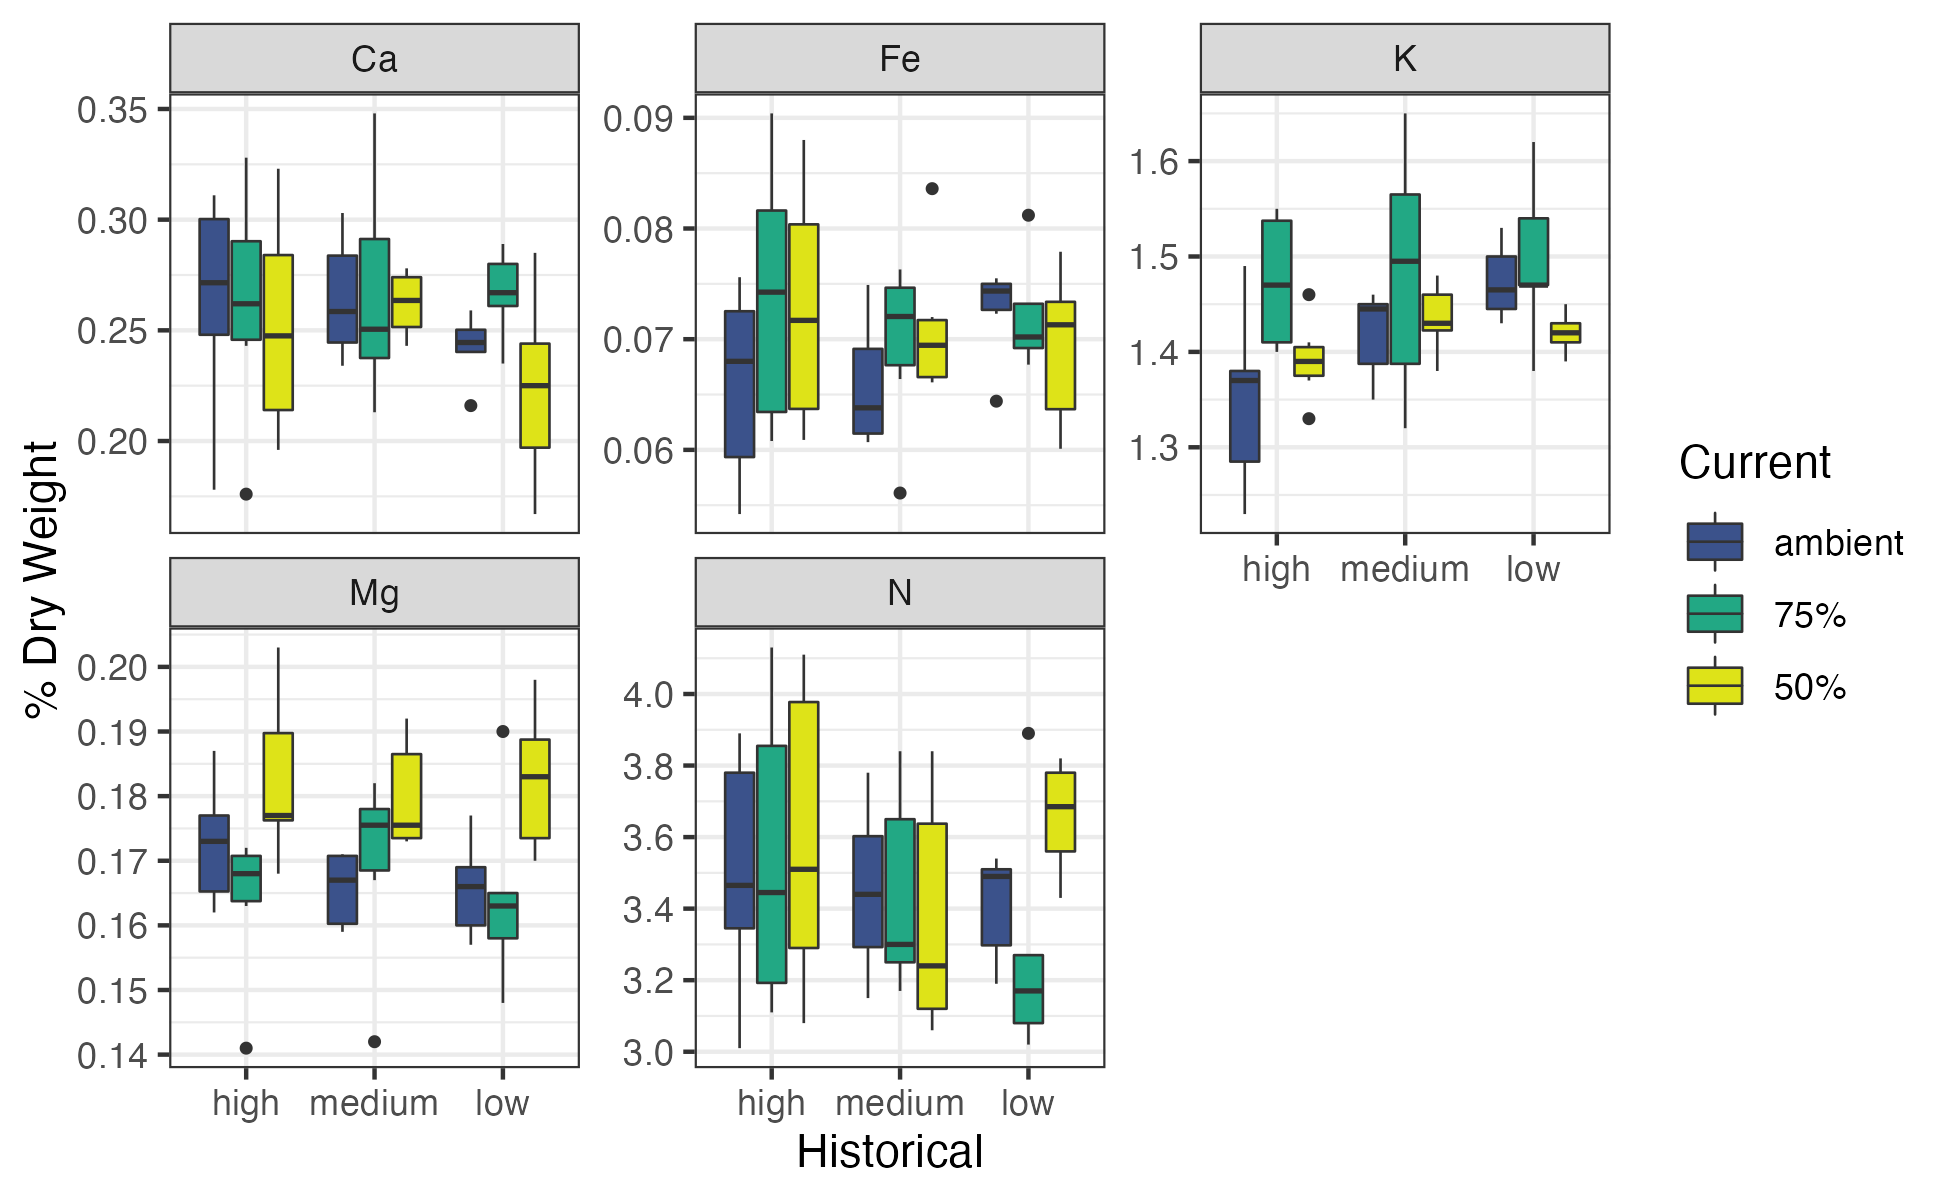 Ca
Fe
K
0.35
0.30
0.25
0.20
0.09
0.08
0.07
0.06
1.6
1.5
1.4
1.3
high medium low
Mg
N
0.20
0.19
0.18
0.17
0.16
0.15
0.14
4.0
3.8
3.6
3.4
3.2
3.0
high medium low
high medium low
% Dry Weight
Historical
Current
ambient
75%
50%